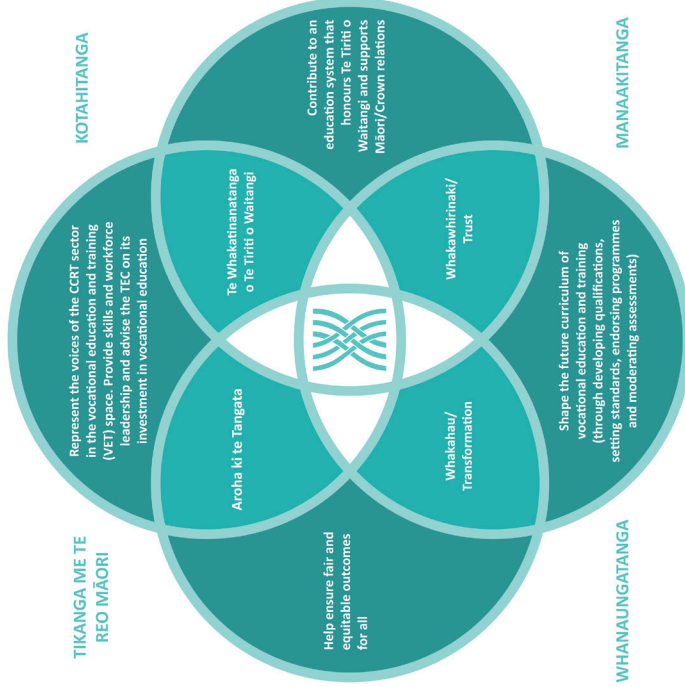 TIKANGA ME TE
REO MĀORI
KOTAHITANGA
Represent the voices of the CCRT sector
in the vocational education and training
(VET) space. Provide skills and workforce
leadership and advise the TEC on its
investment in vocational education
Aroha ki te Tangata
Te Whakatinanatanga
o Te Tiriti o Waitangi
Help ensure fair and
equitable outcomes
for all
Contribute to an
education system that
honours Te Tiriti o
Waitangi and supports
Māori/Crown relations
Whakahau/
Transformation
Whakawhirinaki/
Trust
Shape the future curriculum of
vocational education and training
(through developing qualifications,
setting standards, endorsing programmes
and moderating assessments)
WHANAUNGATANGA
MANAAKITANGA